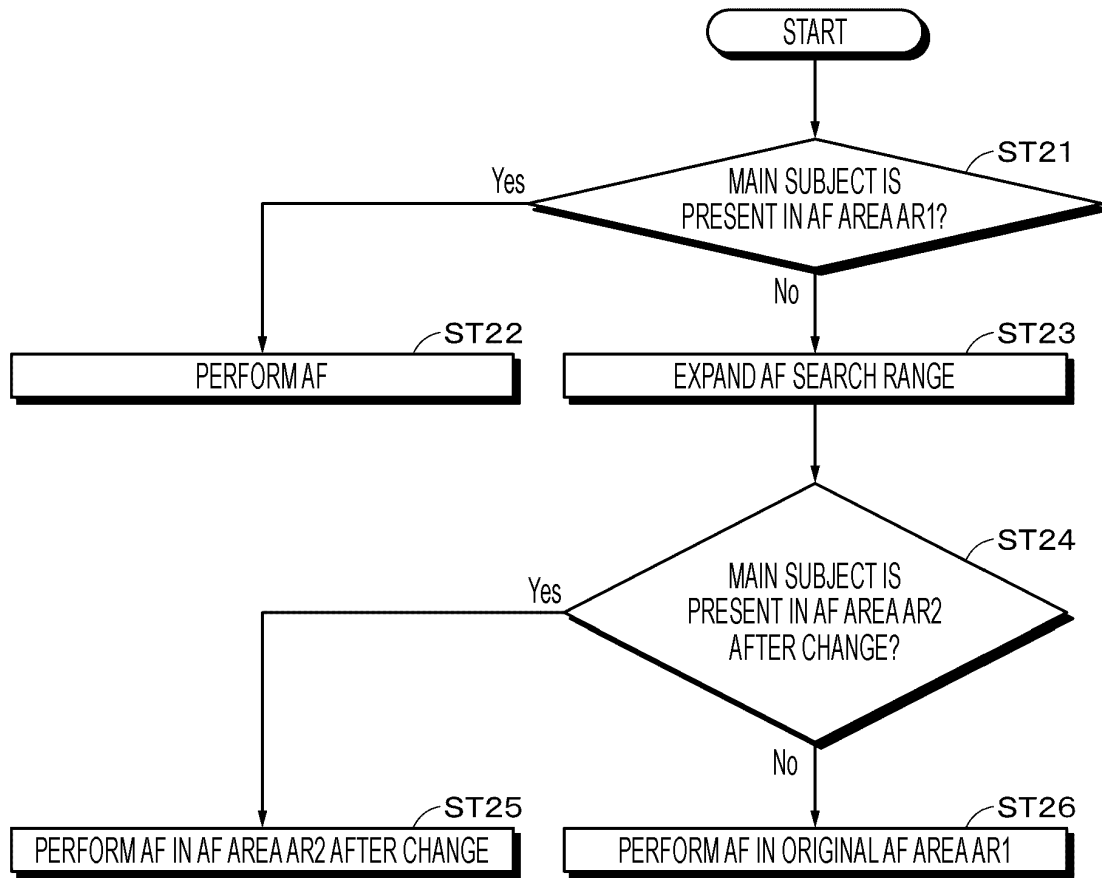 START
ST21
Yes
MAIN SUBJECT IS
PRESENT IN AF AREA AR1?
No
ST22
ST23
PERFORM AF
EXPAND AF SEARCH RANGE
ST24
Yes
MAIN SUBJECT IS
PRESENT IN AF AREA AR2
AFTER CHANGE?
No
ST25
ST26
PERFORM AF IN AF AREA AR2 AFTER CHANGE
PERFORM AF IN ORIGINAL AF AREA AR1